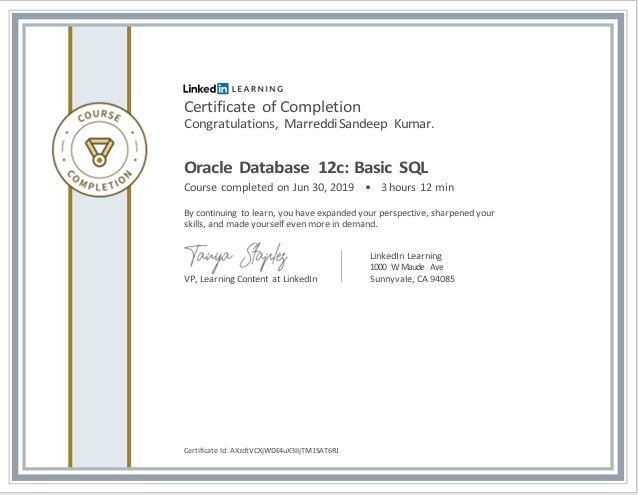 COURSE
COMPLETION
Linked in LEARNING
Certificate of Completion
Congratulations, Marreddi Sandeep Kumar.
Oracle Database 12c: Basic SQL
Course completed on Jun 30, 2019 • 3 hours 12 min
By continuing to learn, you have expanded your perspective, sharpened your
skills, and made yourself even more in demand.
Tanya Staples
VP, Learning Content at LinkedIn
LinkedIn Learning
1000 W Maude Ave
Sunnyvale, CA 94085
Certificate Id: